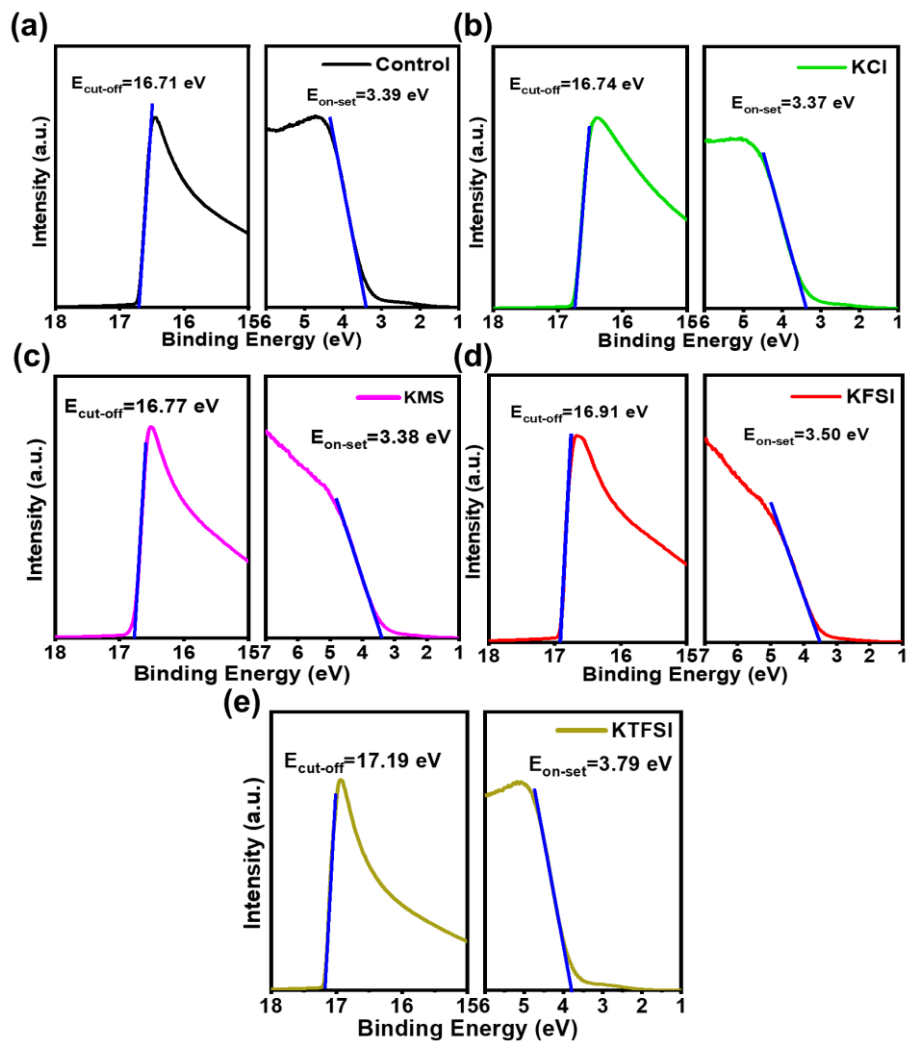 (a)
Control
E_cut-off=16.71 eV
E_on-set=3.39 eV
Intensity (a.u.)
18 17 16 15
6 5 4 3 2 1
Binding Energy (eV)
(b)
KCl
E_cut-off=16.74 eV
E_on-set=3.37 eV
Intensity (a.u.)
18 17 16 15
6 5 4 3 2 1
Binding Energy (eV)
(c)
KMS
E_cut-off=16.77 eV
E_on-set=3.38 eV
Intensity (a.u.)
18 17 16 15
7 6 5 4 3 2 1
Binding Energy (eV)
(d)
KFSI
E_cut-off=16.91 eV
E_on-set=3.50 eV
Intensity (a.u.)
18 17 16 15
7 6 5 4 3 2 1
Binding Energy (eV)
(e)
KTFSI
E_cut-off=17.19 eV
E_on-set=3.79 eV
Intensity (a.u.)
18 17 16 15
6 5 4 3 2 1
Binding Energy (eV)